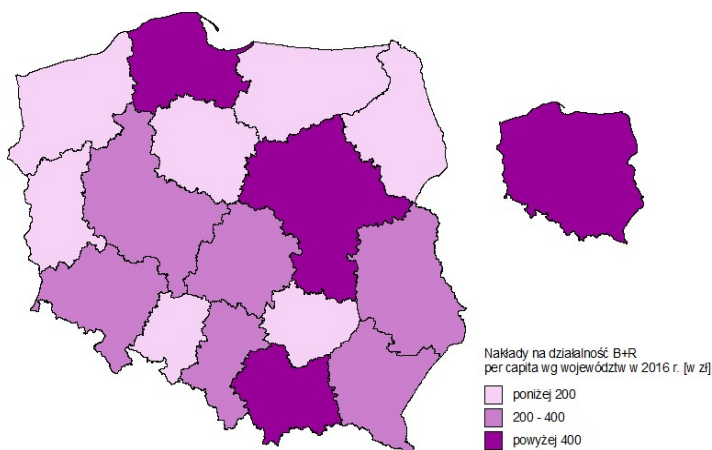 Nakłady na działalność B+R
per capita wg województw w 2016 r. [w zł]
poniżej 200
200 - 400
powyżej 400